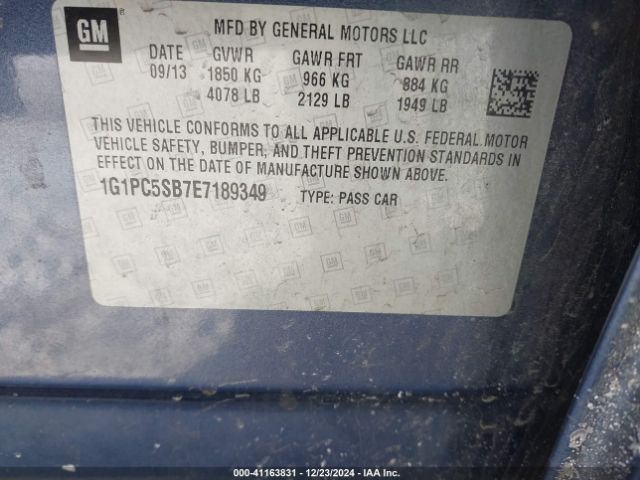 GM
MFD BY GENERAL MOTORS LLC
DATE GVWR GAWR FRT GAWR RR
09/13 1850 KG 966 KG 884 KG
4078 LB 2129 LB 1949 LB
THIS VEHICLE CONFORMS TO ALL APPLICABLE U.S. FEDERAL MOTOR
VEHICLE SAFETY, BUMPER, AND THEFT PREVENTION STANDARDS IN
EFFECT ON THE DATE OF MANUFACTURE SHOWN ABOVE.
1G1PC5SB7E7189349 TYPE: PASS CAR
000-41163831 - 12/23/2024 - IAA Inc.